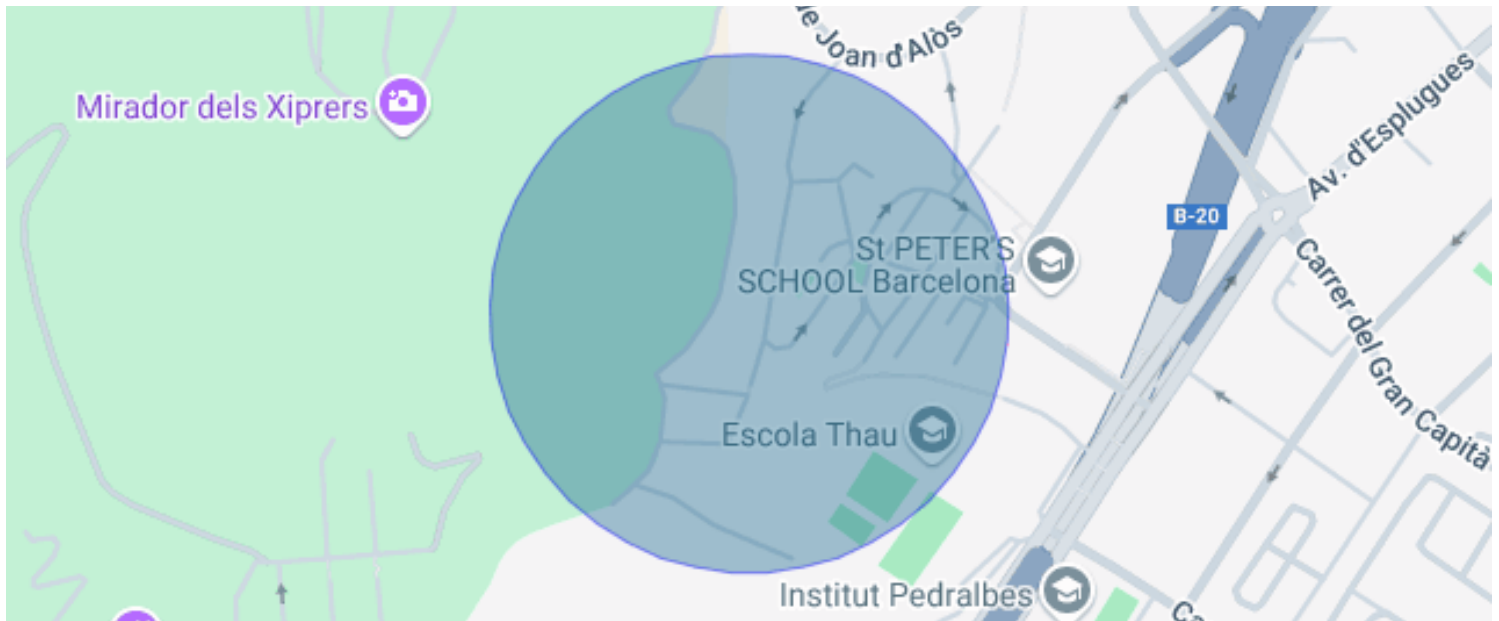 de Joan d'Alòs
Mirador dels Xiprers
Av. d'Esplugues
B-20
St PETER'S
SCHOOL Barcelona
Carrer del Gran Capità
Escola Thau
Institut Pedralbes
Ca